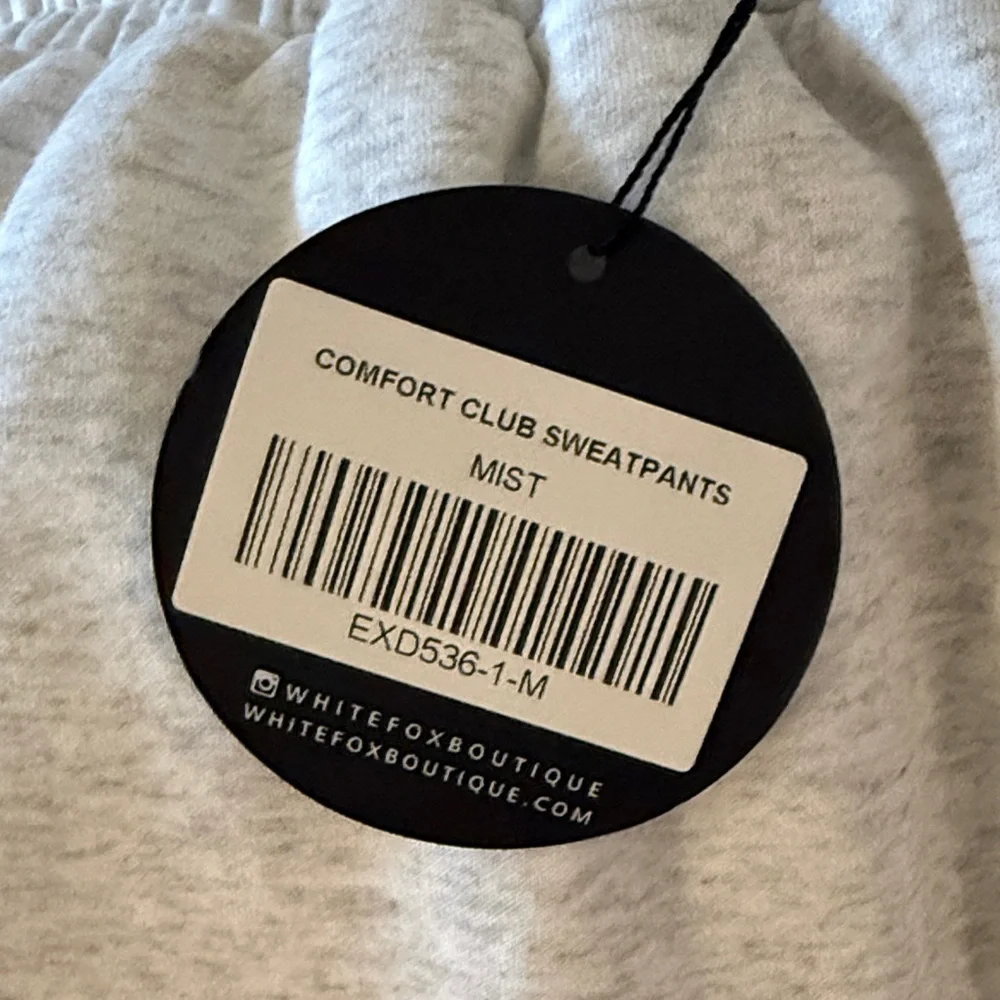 COMFORT CLUB SWEATPANTS
MIST
EXD536-1-M
WHITEFOXBOUTIQUE
WHITEFOXBOUTIQUE.COM